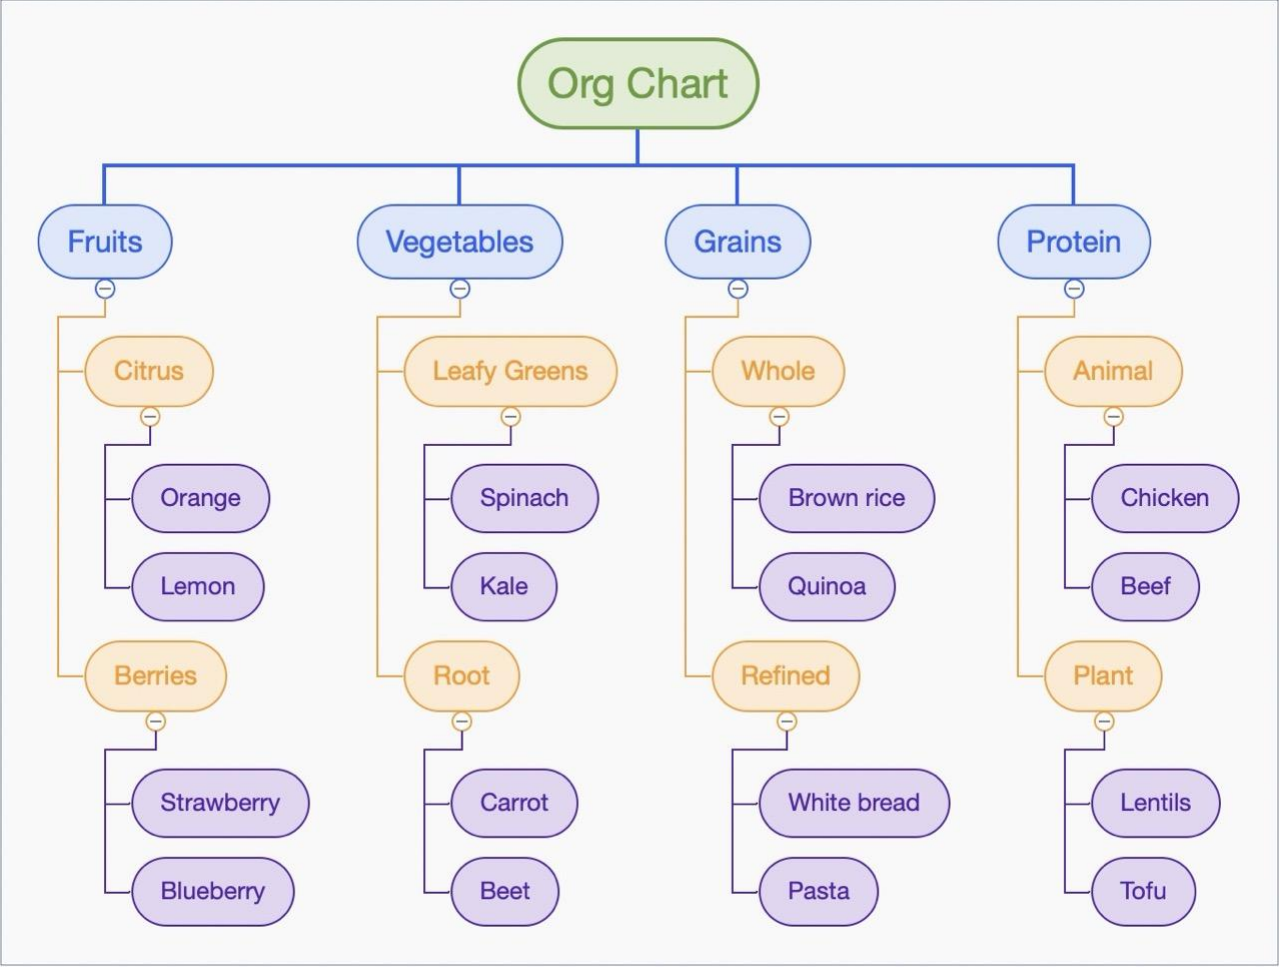 Org Chart
Fruits
Citrus
Orange
Lemon
Berries
Strawberry
Blueberry
Vegetables
Leafy Greens
Spinach
Kale
Root
Carrot
Beet
Grains
Whole
Brown rice
Quinoa
Refined
White bread
Pasta
Protein
Animal
Chicken
Beef
Plant
Lentils
Tofu